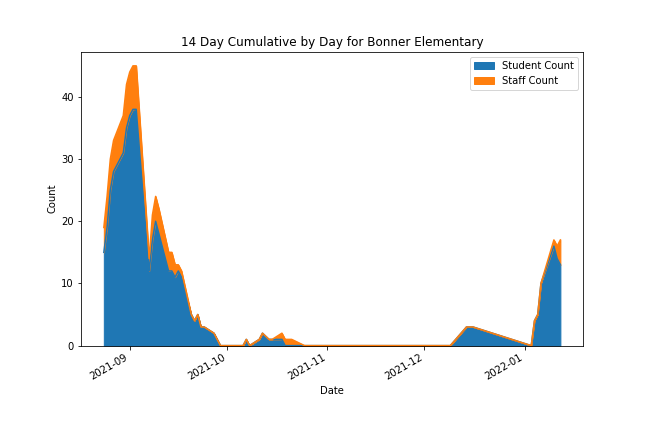 14 Day Cumulative by Day for Bonner Elementary
Student Count
Staff Count
Count
40
30
20
10
0
2021-09
2021-10
2021-11
2021-12
2022-01
Date